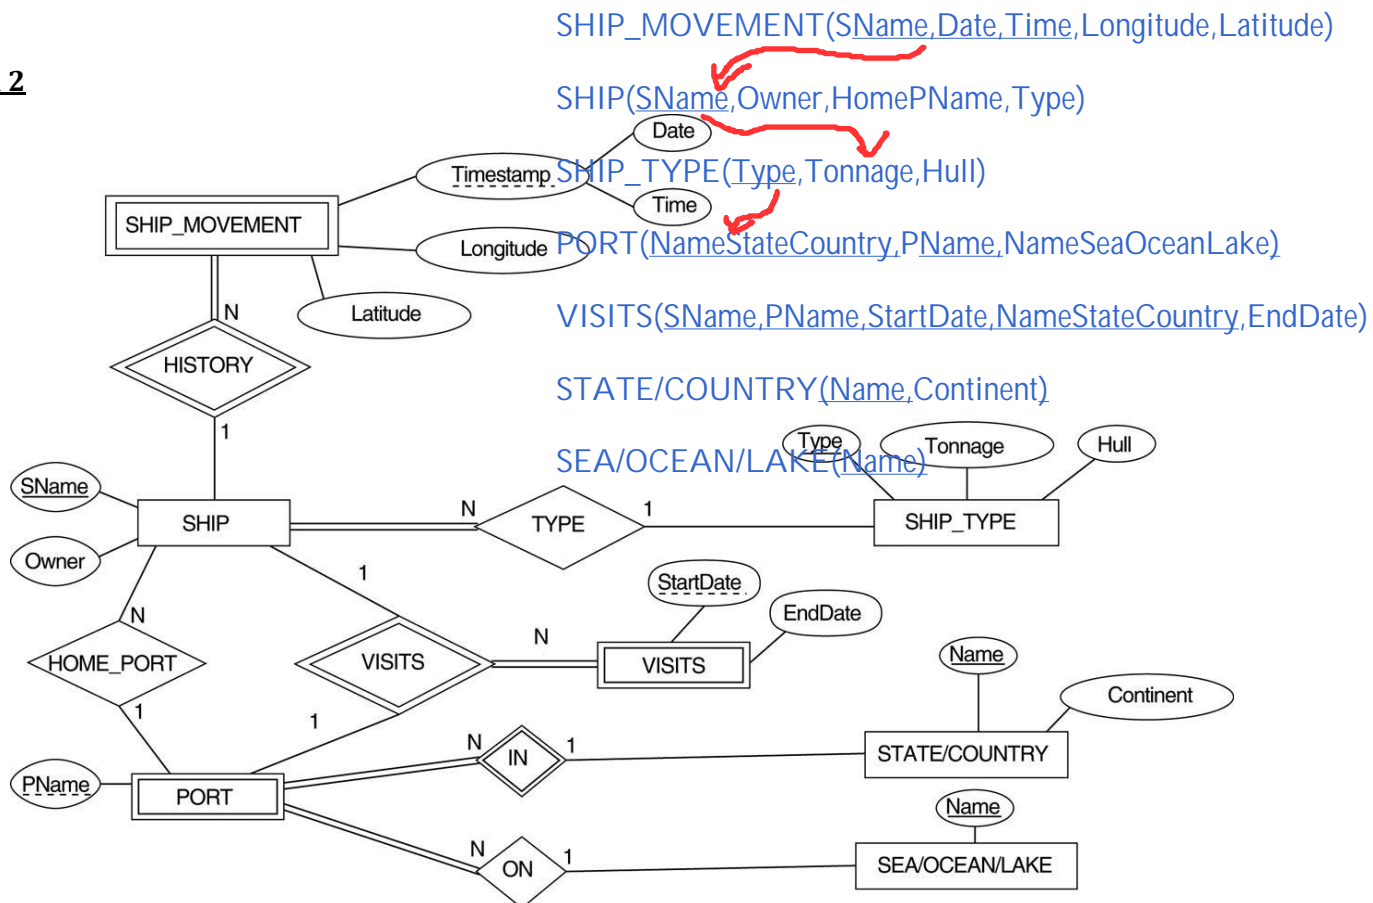 SHIP_MOVEMENT(SName,Date,Time,Longitude,Latitude)
2
SHIP(SName,Owner,HomePName,Type)
Date
SHIP_TYPE(Type,Tonnage,Hull)
Timestamp
Time
SHIP_MOVEMENT
PORT(NameStateCountry,PName,NameSeaOceanLake)
Longitude
Latitude
VISITS(SName,PName,StartDate,NameStateCountry,EndDate)
N
HISTORY
STATE/COUNTRY(Name,Continent)
1
Type
Tonnage
Hull
SEA/OCEAN/LAKE(Name)
SName
SHIP
N
TYPE
1
SHIP_TYPE
Owner
1
StartDate
EndDate
N
N
HOME_PORT
VISITS
VISITS
Name
Continent
1
1
N
IN
1
STATE/COUNTRY
PName
PORT
Name
N
ON
1
SEA/OCEAN/LAKE